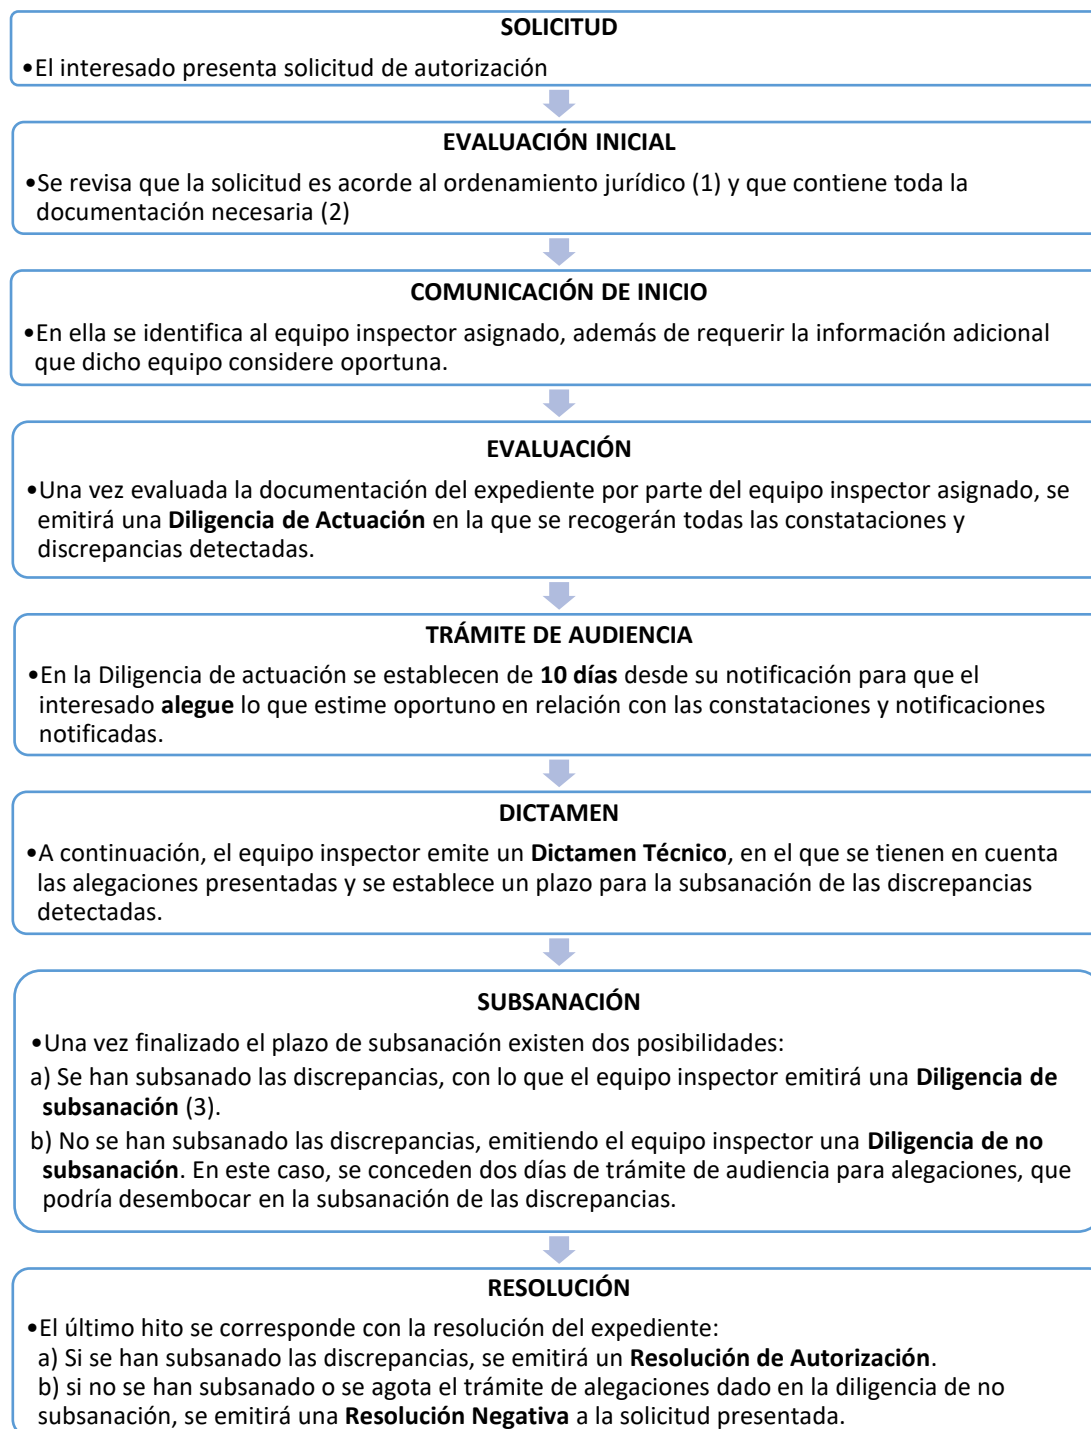 SOLICITUD
•El interesado presenta solicitud de autorización
EVALUACIÓN INICIAL
•Se revisa que la solicitud es acorde al ordenamiento jurídico (1) y que contiene toda la
documentación necesaria (2)
COMUNICACIÓN DE INICIO
•En ella se identifica al equipo inspector asignado, además de requerir la información adicional
que dicho equipo considere oportuna.
EVALUACIÓN
•Una vez evaluada la documentación del expediente por parte del equipo inspector asignado, se
emitirá una Diligencia de Actuación en la que se recogerán todas las constataciones y
discrepancias detectadas.
TRÁMITE DE AUDIENCIA
•En la Diligencia de actuación se establecen de 10 días desde su notificación para que el
interesado alegue lo que estime oportuno en relación con las constataciones y notificaciones
notificadas.
DICTAMEN
•A continuación, el equipo inspector emite un Dictamen Técnico, en el que se tienen en cuenta
las alegaciones presentadas y se establece un plazo para la subsanación de las discrepancias
detectadas.
SUBSANACIÓN
•Una vez finalizado el plazo de subsanación existen dos posibilidades:
a) Se han subsanado las discrepancias, con lo que el equipo inspector emitirá una Diligencia de
subsanación (3).
b) No se han subsanado las discrepancias, emitiendo el equipo inspector una Diligencia de no
subsanación. En este caso, se conceden dos días de trámite de audiencia para alegaciones, que
podría desembocar en la subsanación de las discrepancias.
RESOLUCIÓN
•El último hito se corresponde con la resolución del expediente:
a) Si se han subsanado las discrepancias, se emitirá un Resolución de Autorización.
b) si no se han subsanado o se agota el trámite de alegaciones dado en la diligencia de no
subsanación, se emitirá una Resolución Negativa a la solicitud presentada.